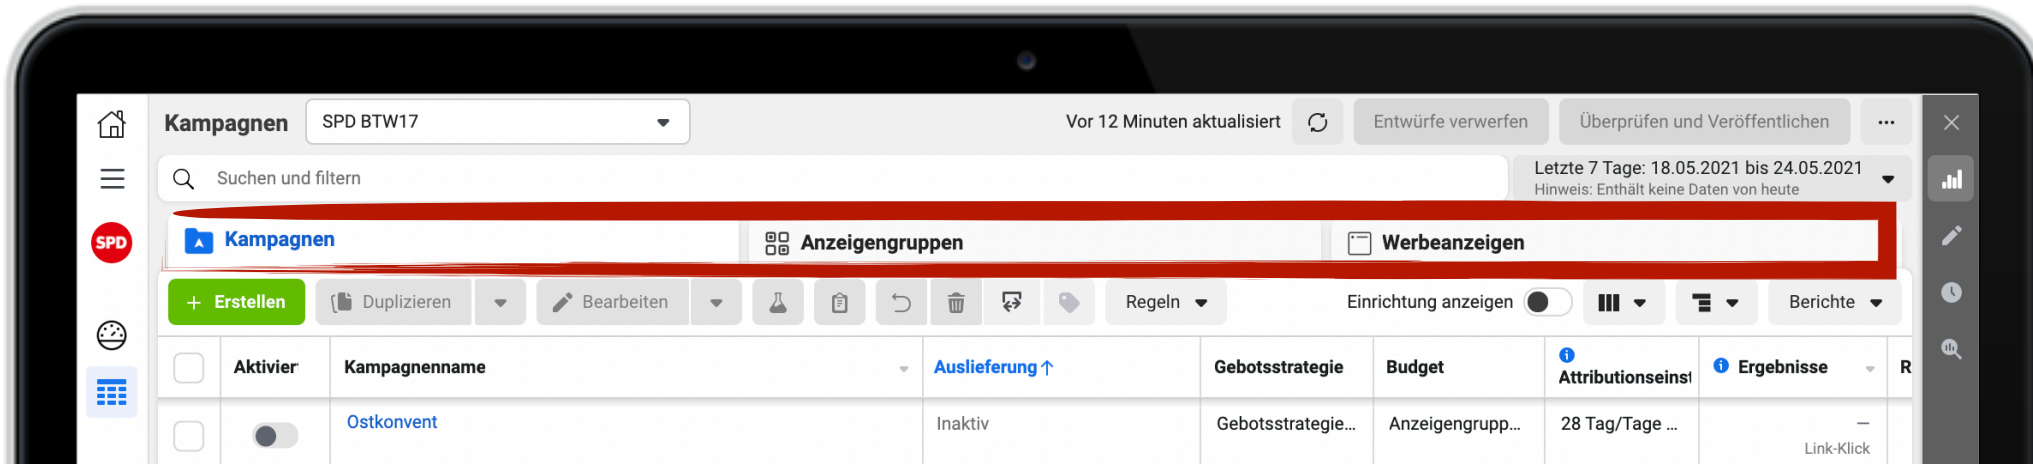 Kampagnen
SPD BTW17
Vor 12 Minuten aktualisiert
Entwürfe verwerfen
Überprüfen und Veröffentlichen
Suchen und filtern
Letzte 7 Tage: 18.05.2021 bis 24.05.2021
Hinweis: Enthält keine Daten von heute
SPD
Kampagnen
Anzeigengruppen
Werbeanzeigen
+ Erstellen
Duplizieren
Bearbeiten
Regeln
Einrichtung anzeigen
Berichte
Aktivier
Kampagnenname
Auslieferung↑
Gebotsstrategie
Budget
Attributionseinst
Ergebnisse
R
Ostkonvent
Inaktiv
Gebotsstrategie...
Anzeigengrupp...
28 Tag/Tage ...
—
Link-Klick